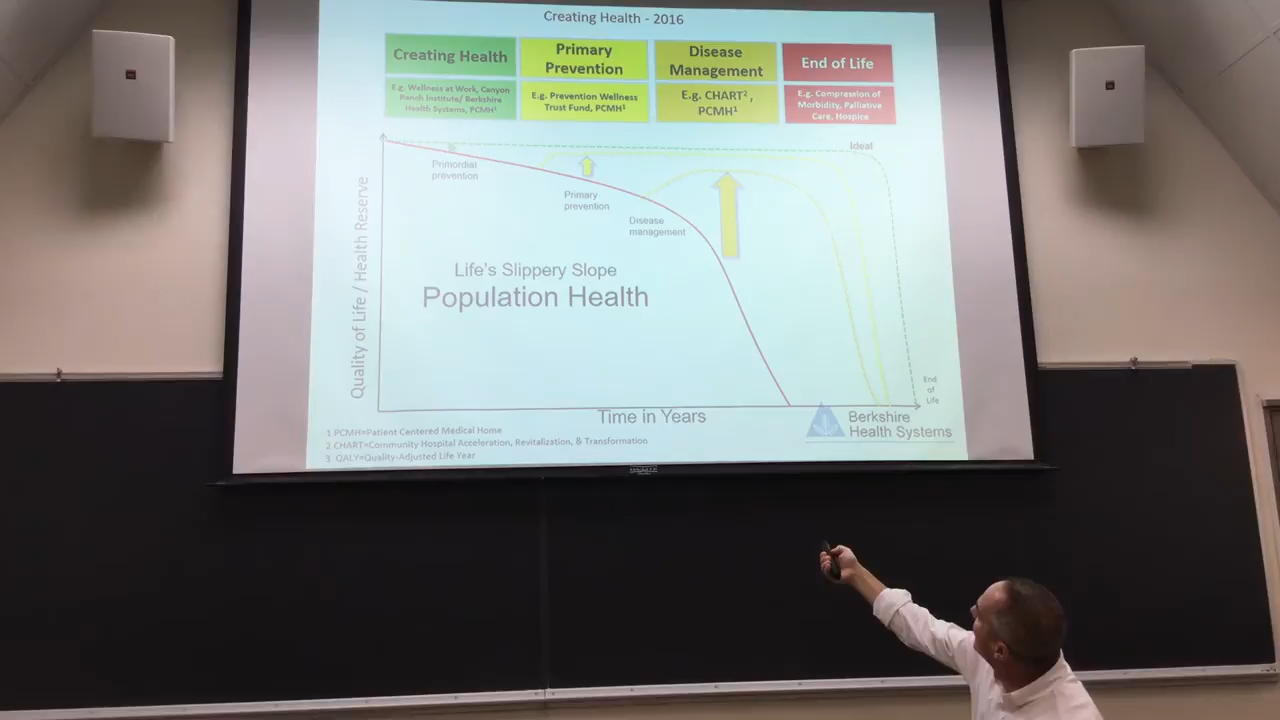 Creating Health - 2016
Creating Health
Primary
Prevention
Disease
Management
End of Life
E.g. Wellness at Work, Canyon
Ranch Institute/ Berkshire
Health Systems, PCMH¹
E.g. Prevention Wellness
Trust Fund, PCMH¹
E.g. CHART² ,
PCMH¹
E.g. Compression of
Morbidity, Palliative
Care, Hospice
Ideal
Primordial
prevention
Primary
prevention
Disease
management
Quality of Life / Health Reserve
Life's Slippery Slope
Population Health
End
of
Life
Time in Years
Berkshire
Health Systems
1 PCMH=Patient Centered Medical Home
2 CHART=Community Hospital Acceleration, Revitalization, & Transformation
3 QALY=Quality-Adjusted Life Year